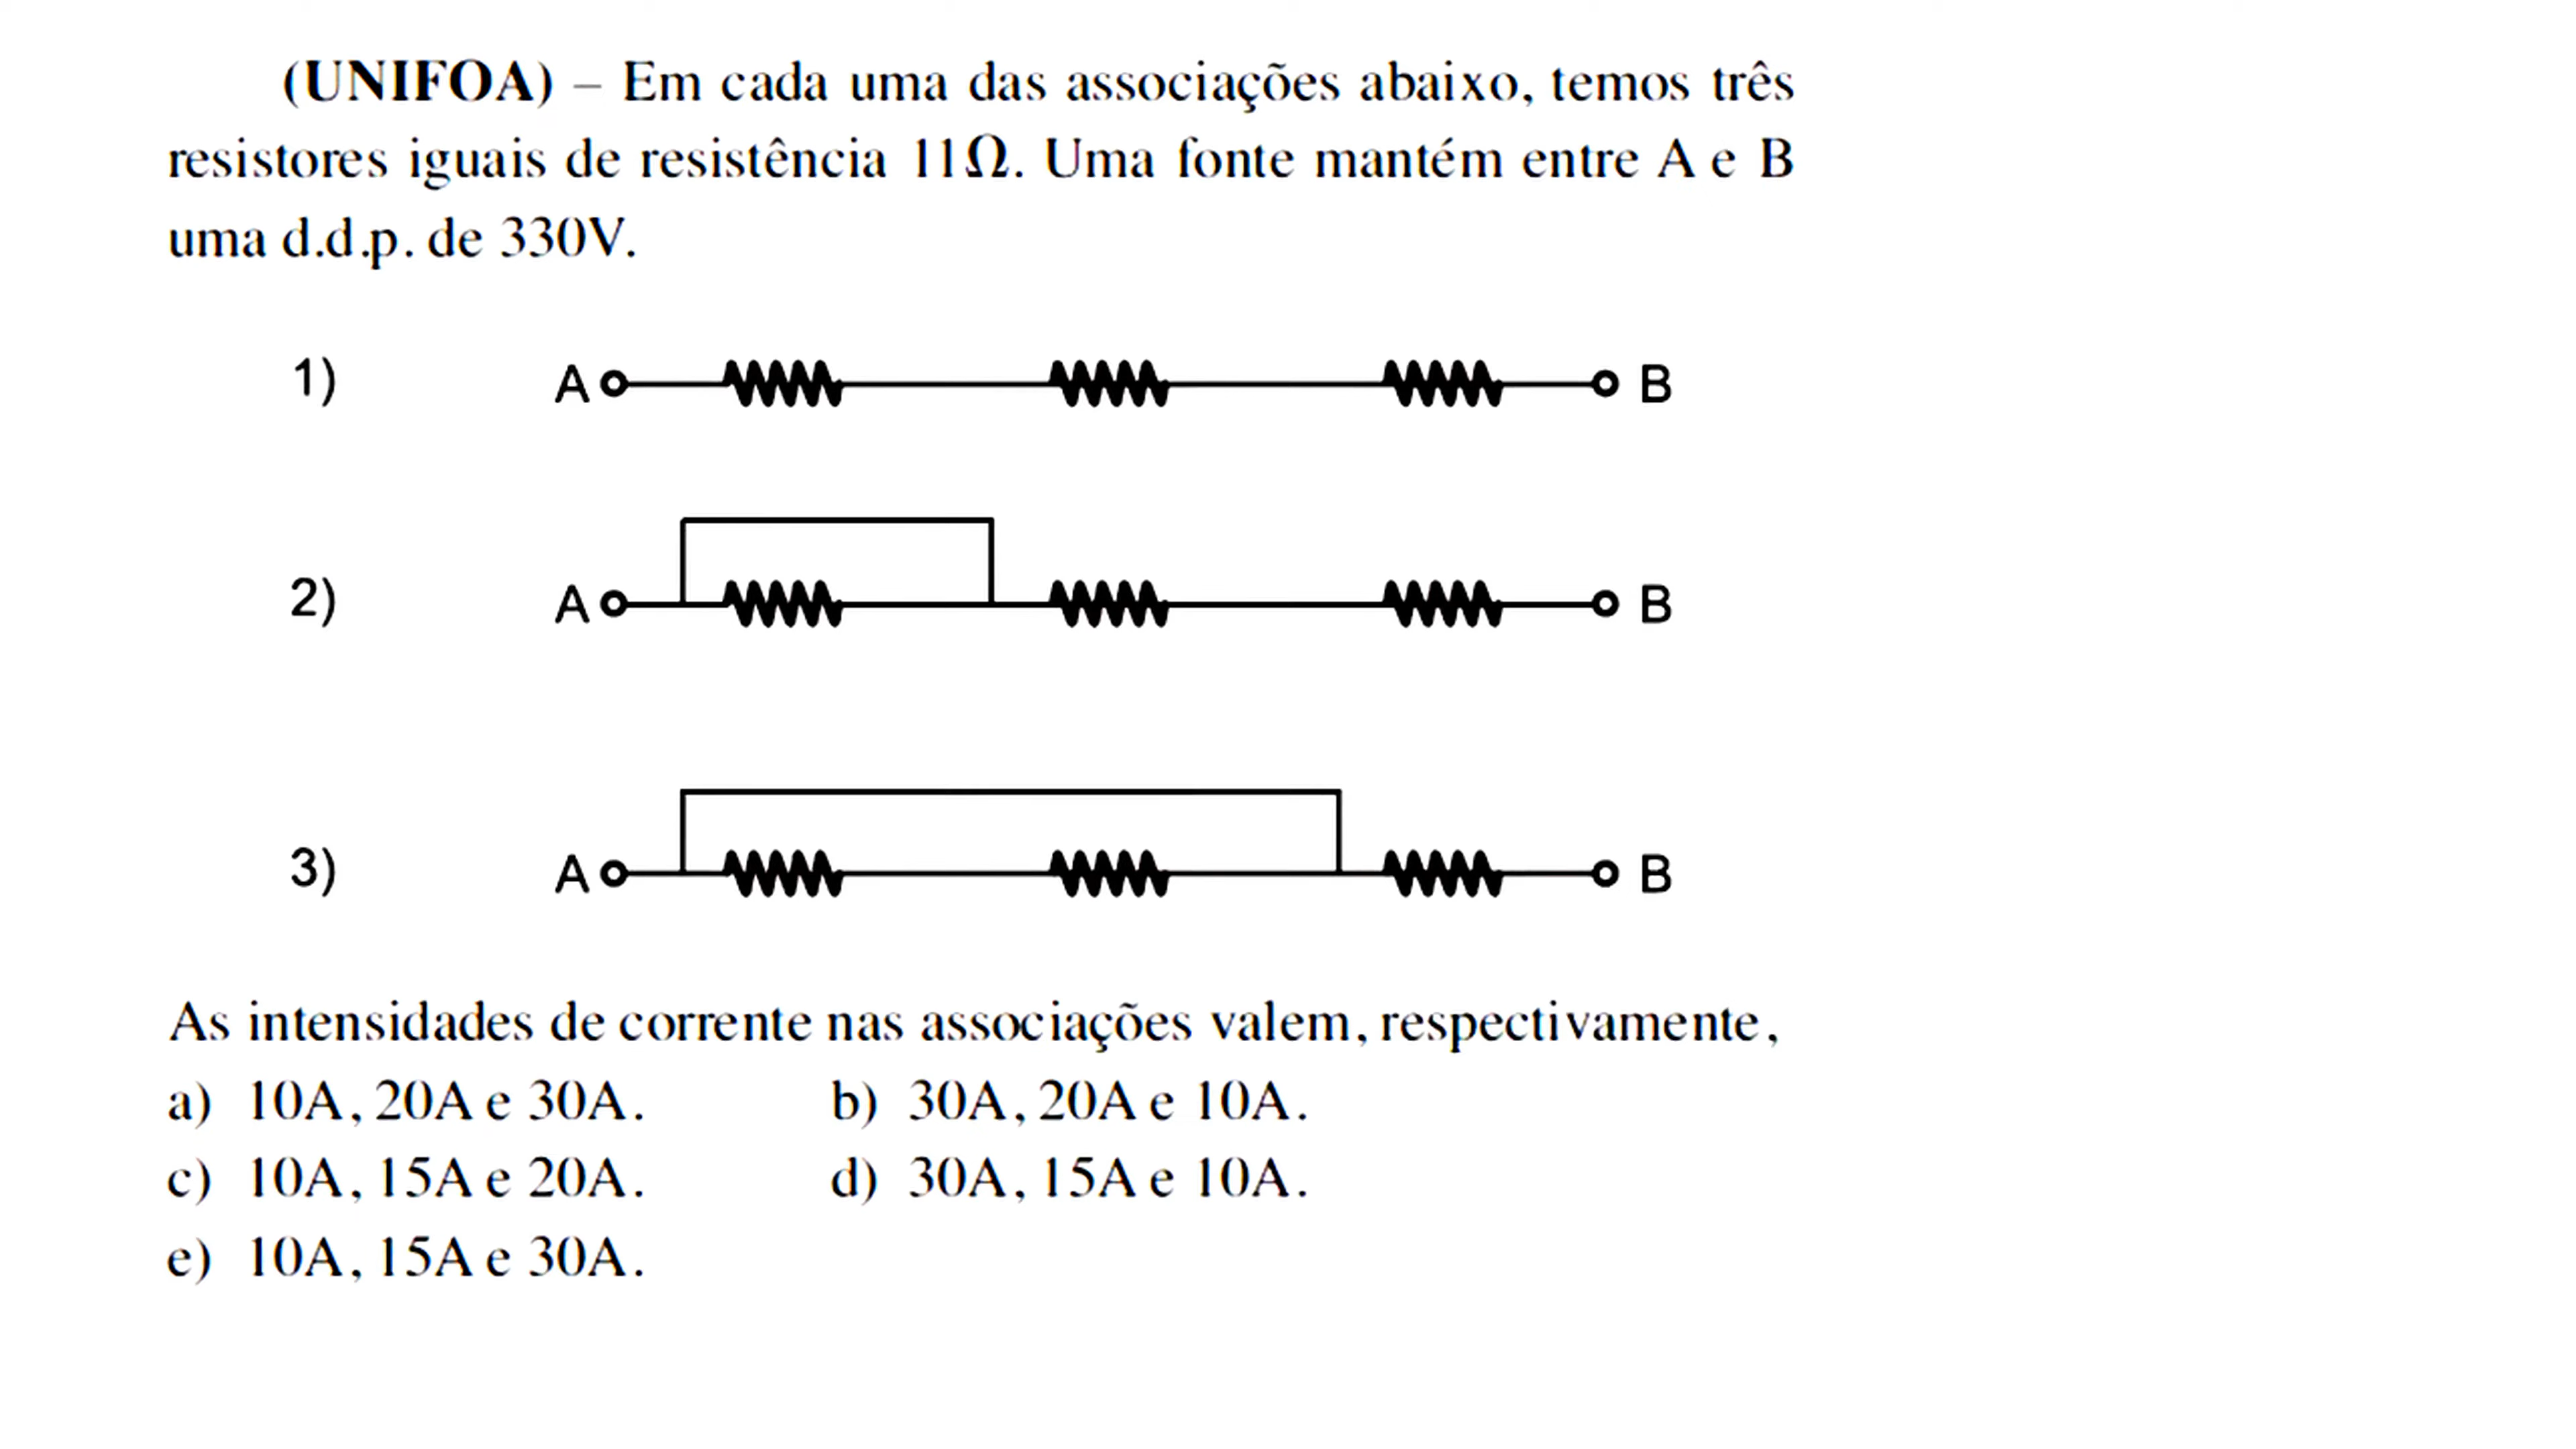 (UNIFOA) – Em cada uma das associações abaixo, temos três
resistores iguais de resistência 11Ω. Uma fonte mantém entre A e B
uma d.d.p. de 330V.
1) A B
2) A B
3) A B
As intensidades de corrente nas associações valem, respectivamente,
a) 10A, 20A e 30A. b) 30A, 20A e 10A.
c) 10A, 15A e 20A. d) 30A, 15A e 10A.
e) 10A, 15A e 30A.